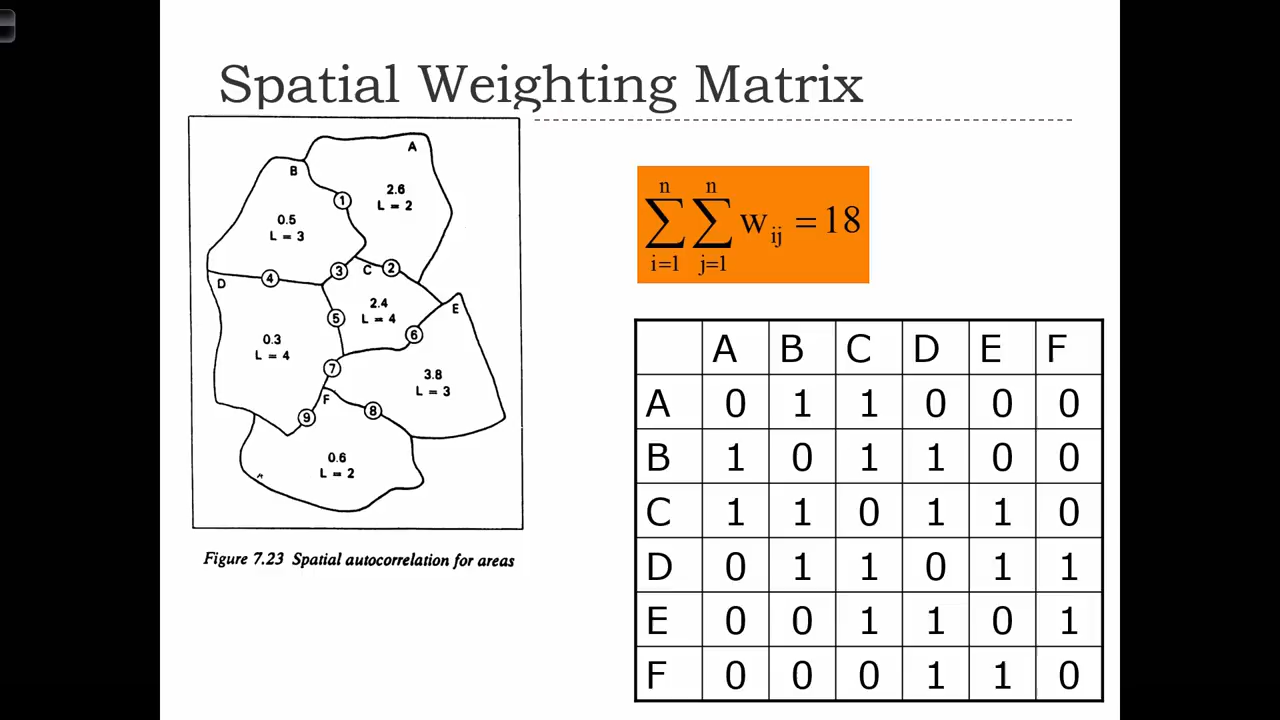 Spatial Weighting Matrix
A
B
2.6
L = 2
1
0.5
L = 3
3
C
2
4
D
2.4
L = 4
E
5
6
0.3
L = 4
7
3.8
L = 3
F
8
9
0.6
L = 2
Figure 7.23 Spatial autocorrelation for areas
n n
∑ ∑ w_ij = 18
i=1 j=1
A B C D E F
A 0 1 1 0 0 0
B 1 0 1 1 0 0
C 1 1 0 1 1 0
D 0 1 1 0 1 1
E 0 0 1 1 0 1
F 0 0 0 1 1 0